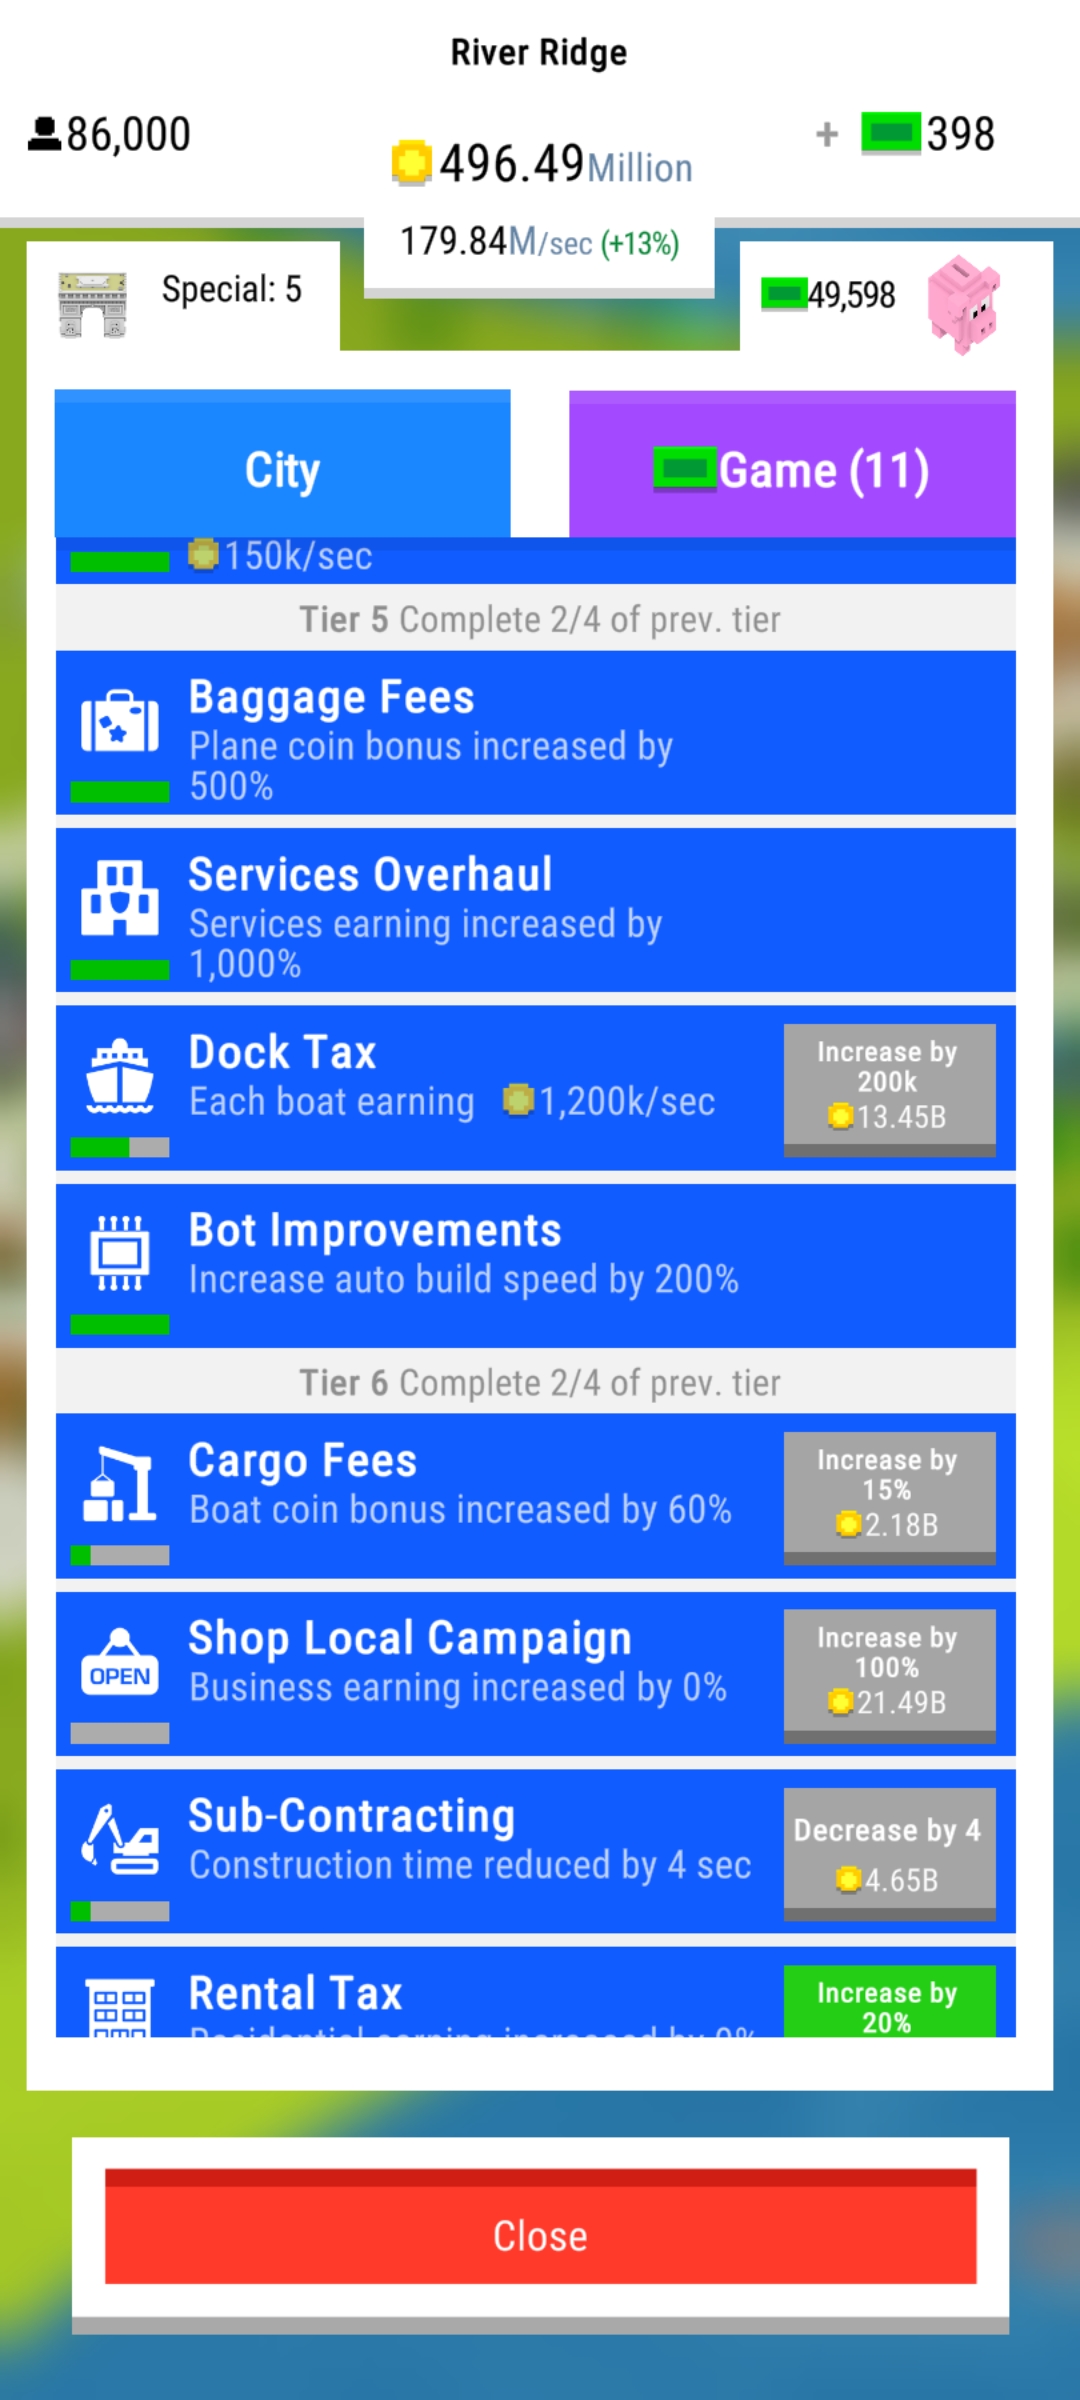 River Ridge
86,000
496.49Million
+ 398
179.84M/sec (+13%)
Special: 5
49,598
City
Game (11)
150k/sec
Tier 5 Complete 2/4 of prev. tier
Baggage Fees
Plane coin bonus increased by
500%
Services Overhaul
Services earning increased by
1,000%
Dock Tax
Each boat earning 1,200k/sec
Increase by
200k
13.45B
Bot Improvements
Increase auto build speed by 200%
Tier 6 Complete 2/4 of prev. tier
Cargo Fees
Boat coin bonus increased by 60%
Increase by
15%
2.18B
Shop Local Campaign
OPEN
Business earning increased by 0%
Increase by
100%
21.49B
Sub-Contracting
Construction time reduced by 4 sec
Decrease by 4
4.65B
Rental Tax
Residential earning increased by 0%
Increase by
20%
Close